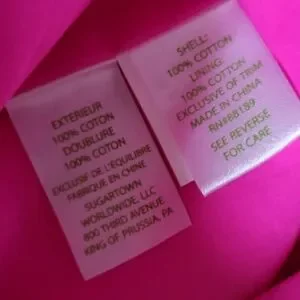 EXTERIEUR
100% COTON
DOUBLURE
100% COTON
EXCLUSIF DE L'EQUILIBRE
FABRIQUE EN CHINE
SUGARTOWN
WORLDWIDE, LLC
800 THIRD AVENUE
KING OF PRUSSIA, PA
SHELL:
100% COTTON
LINING
100% COTTON
EXCLUSIVE OF TRIM
MADE IN CHINA
RN#88189
SEE REVERSE
FOR CARE